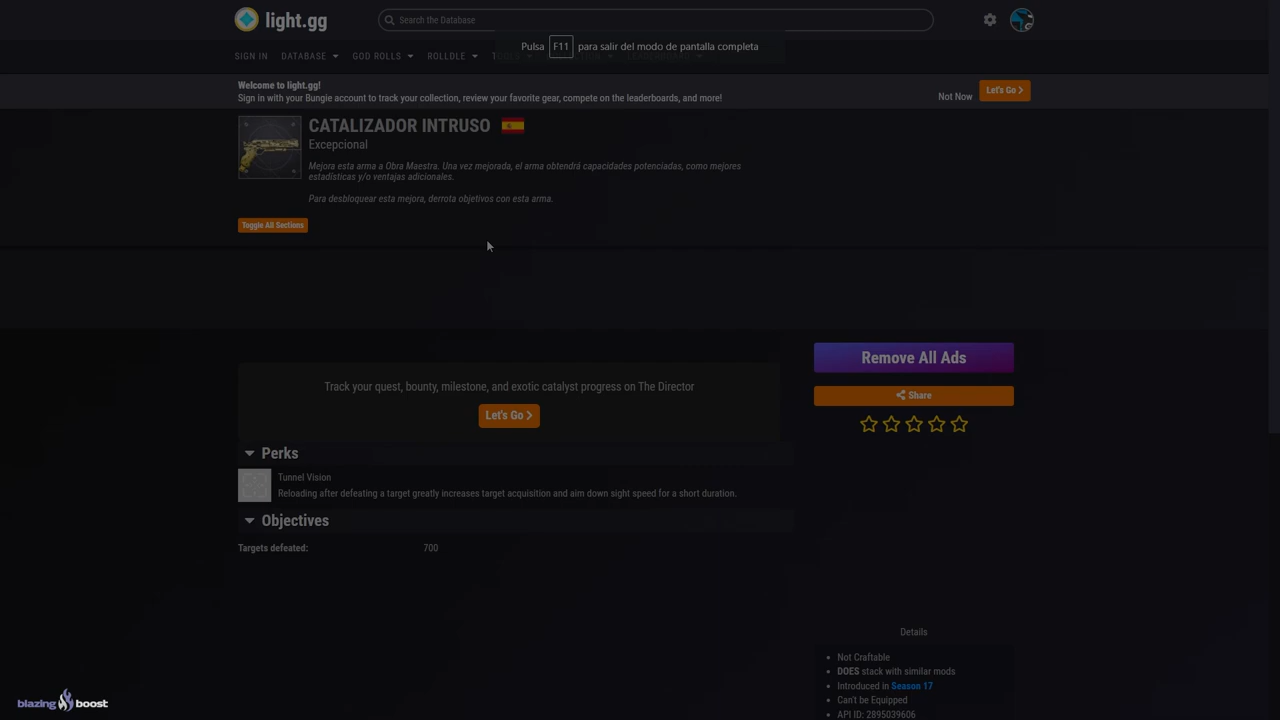 light.gg
Search the Database
Pulsa F11 para salir del modo de pantalla completa
SIGN IN DATABASE GOD ROLLS ROLLDLE
Welcome to light.gg!
Sign in with your Bungie account to track your collection, review your favorite gear, compete on the leaderboards, and more!
Not Now
Let's Go
CATALIZADOR INTRUSO
Excepcional
Mejora esta arma a Obra Maestra. Una vez mejorada, el arma obtendrá capacidades potenciadas, como mejores
estadísticas y/o ventajas adicionales.
Para desbloquear esta mejora, derrota objetivos con esta arma.
Toggle All Sections
Remove All Ads
Track your quest, bounty, milestone, and exotic catalyst progress on The Director
Let's Go
Share
Perks
Tunnel Vision
Reloading after defeating a target greatly increases target acquisition and aim down sight speed for a short duration.
Objectives
Targets defeated: 700
Details
Not Craftable
DOES stack with similar mods
Introduced in Season 17
Can't be Equipped
API ID: 2895039606
blazing boost